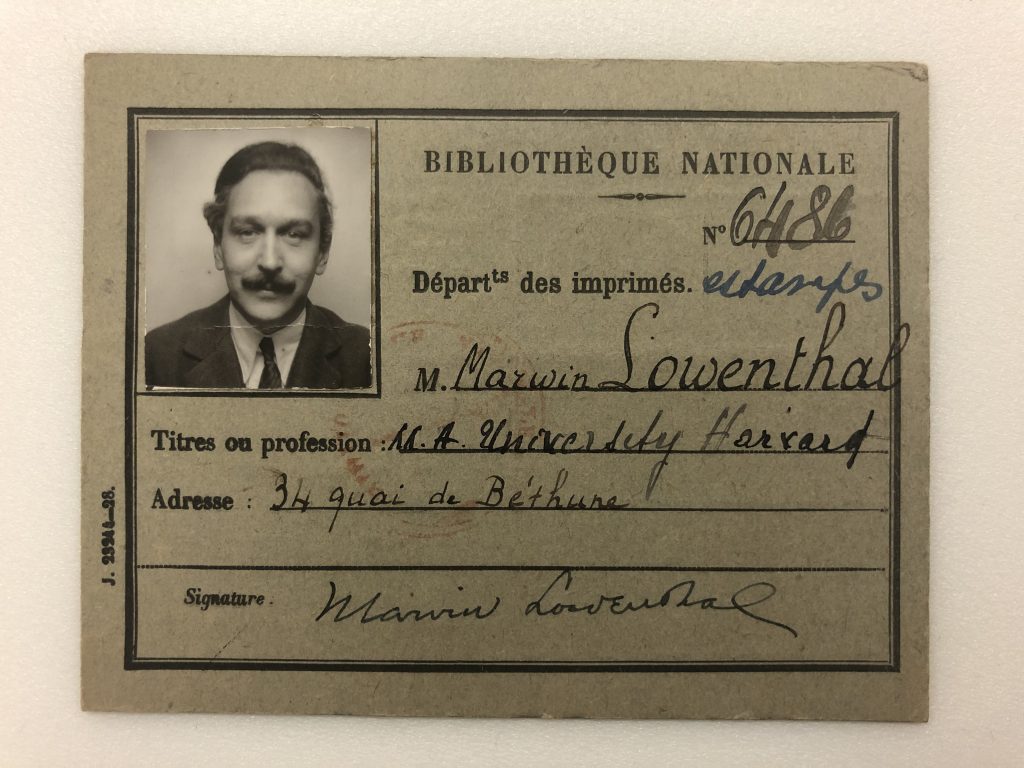 BIBLIOTHÈQUE NATIONALE
N° 6486
Départts des imprimés. estampes
M. Marwin Lowenthal
Titres ou profession : M. A. University Harvard
Adresse : 34 quai de Béthune
Signature. Marvin Lowenthal
J. 23244-28.